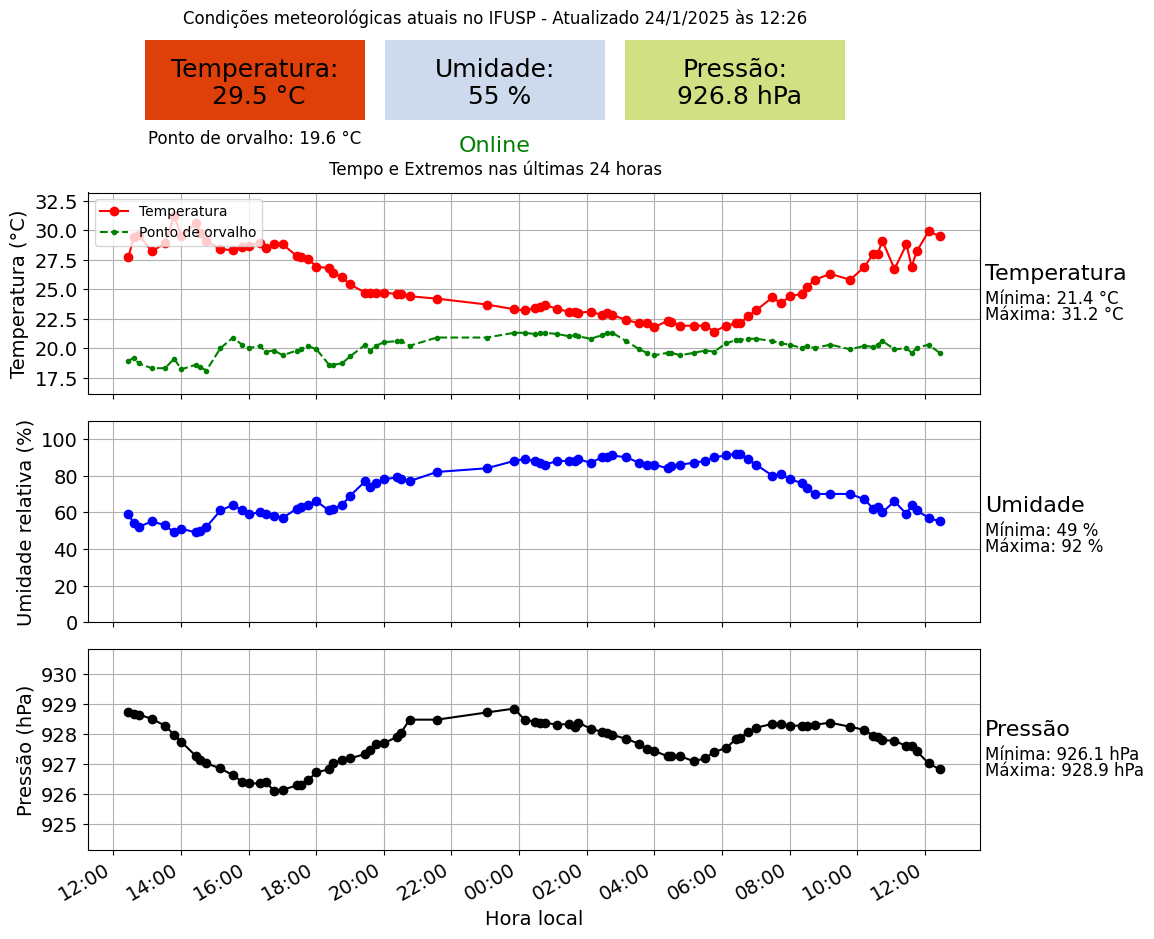 Condições meteorológicas atuais no IFUSP - Atualizado 24/1/2025 às 12:26
Temperatura:
29.5 °C
Umidade:
55 %
Pressão:
926.8 hPa
Ponto de orvalho: 19.6 °C
Online
Tempo e Extremos nas últimas 24 horas
Temperatura (°C)
32.5
30.0
27.5
25.0
22.5
20.0
17.5
Temperatura
Ponto de orvalho
Temperatura
Mínima: 21.4 °C
Máxima: 31.2 °C
Umidade relativa (%)
100
80
60
40
20
0
Umidade
Mínima: 49 %
Máxima: 92 %
Pressão (hPa)
930
929
928
927
926
925
Pressão
Mínima: 926.1 hPa
Máxima: 928.9 hPa
12:00
14:00
16:00
18:00
20:00
22:00
00:00
02:00
04:00
06:00
08:00
10:00
12:00
Hora local